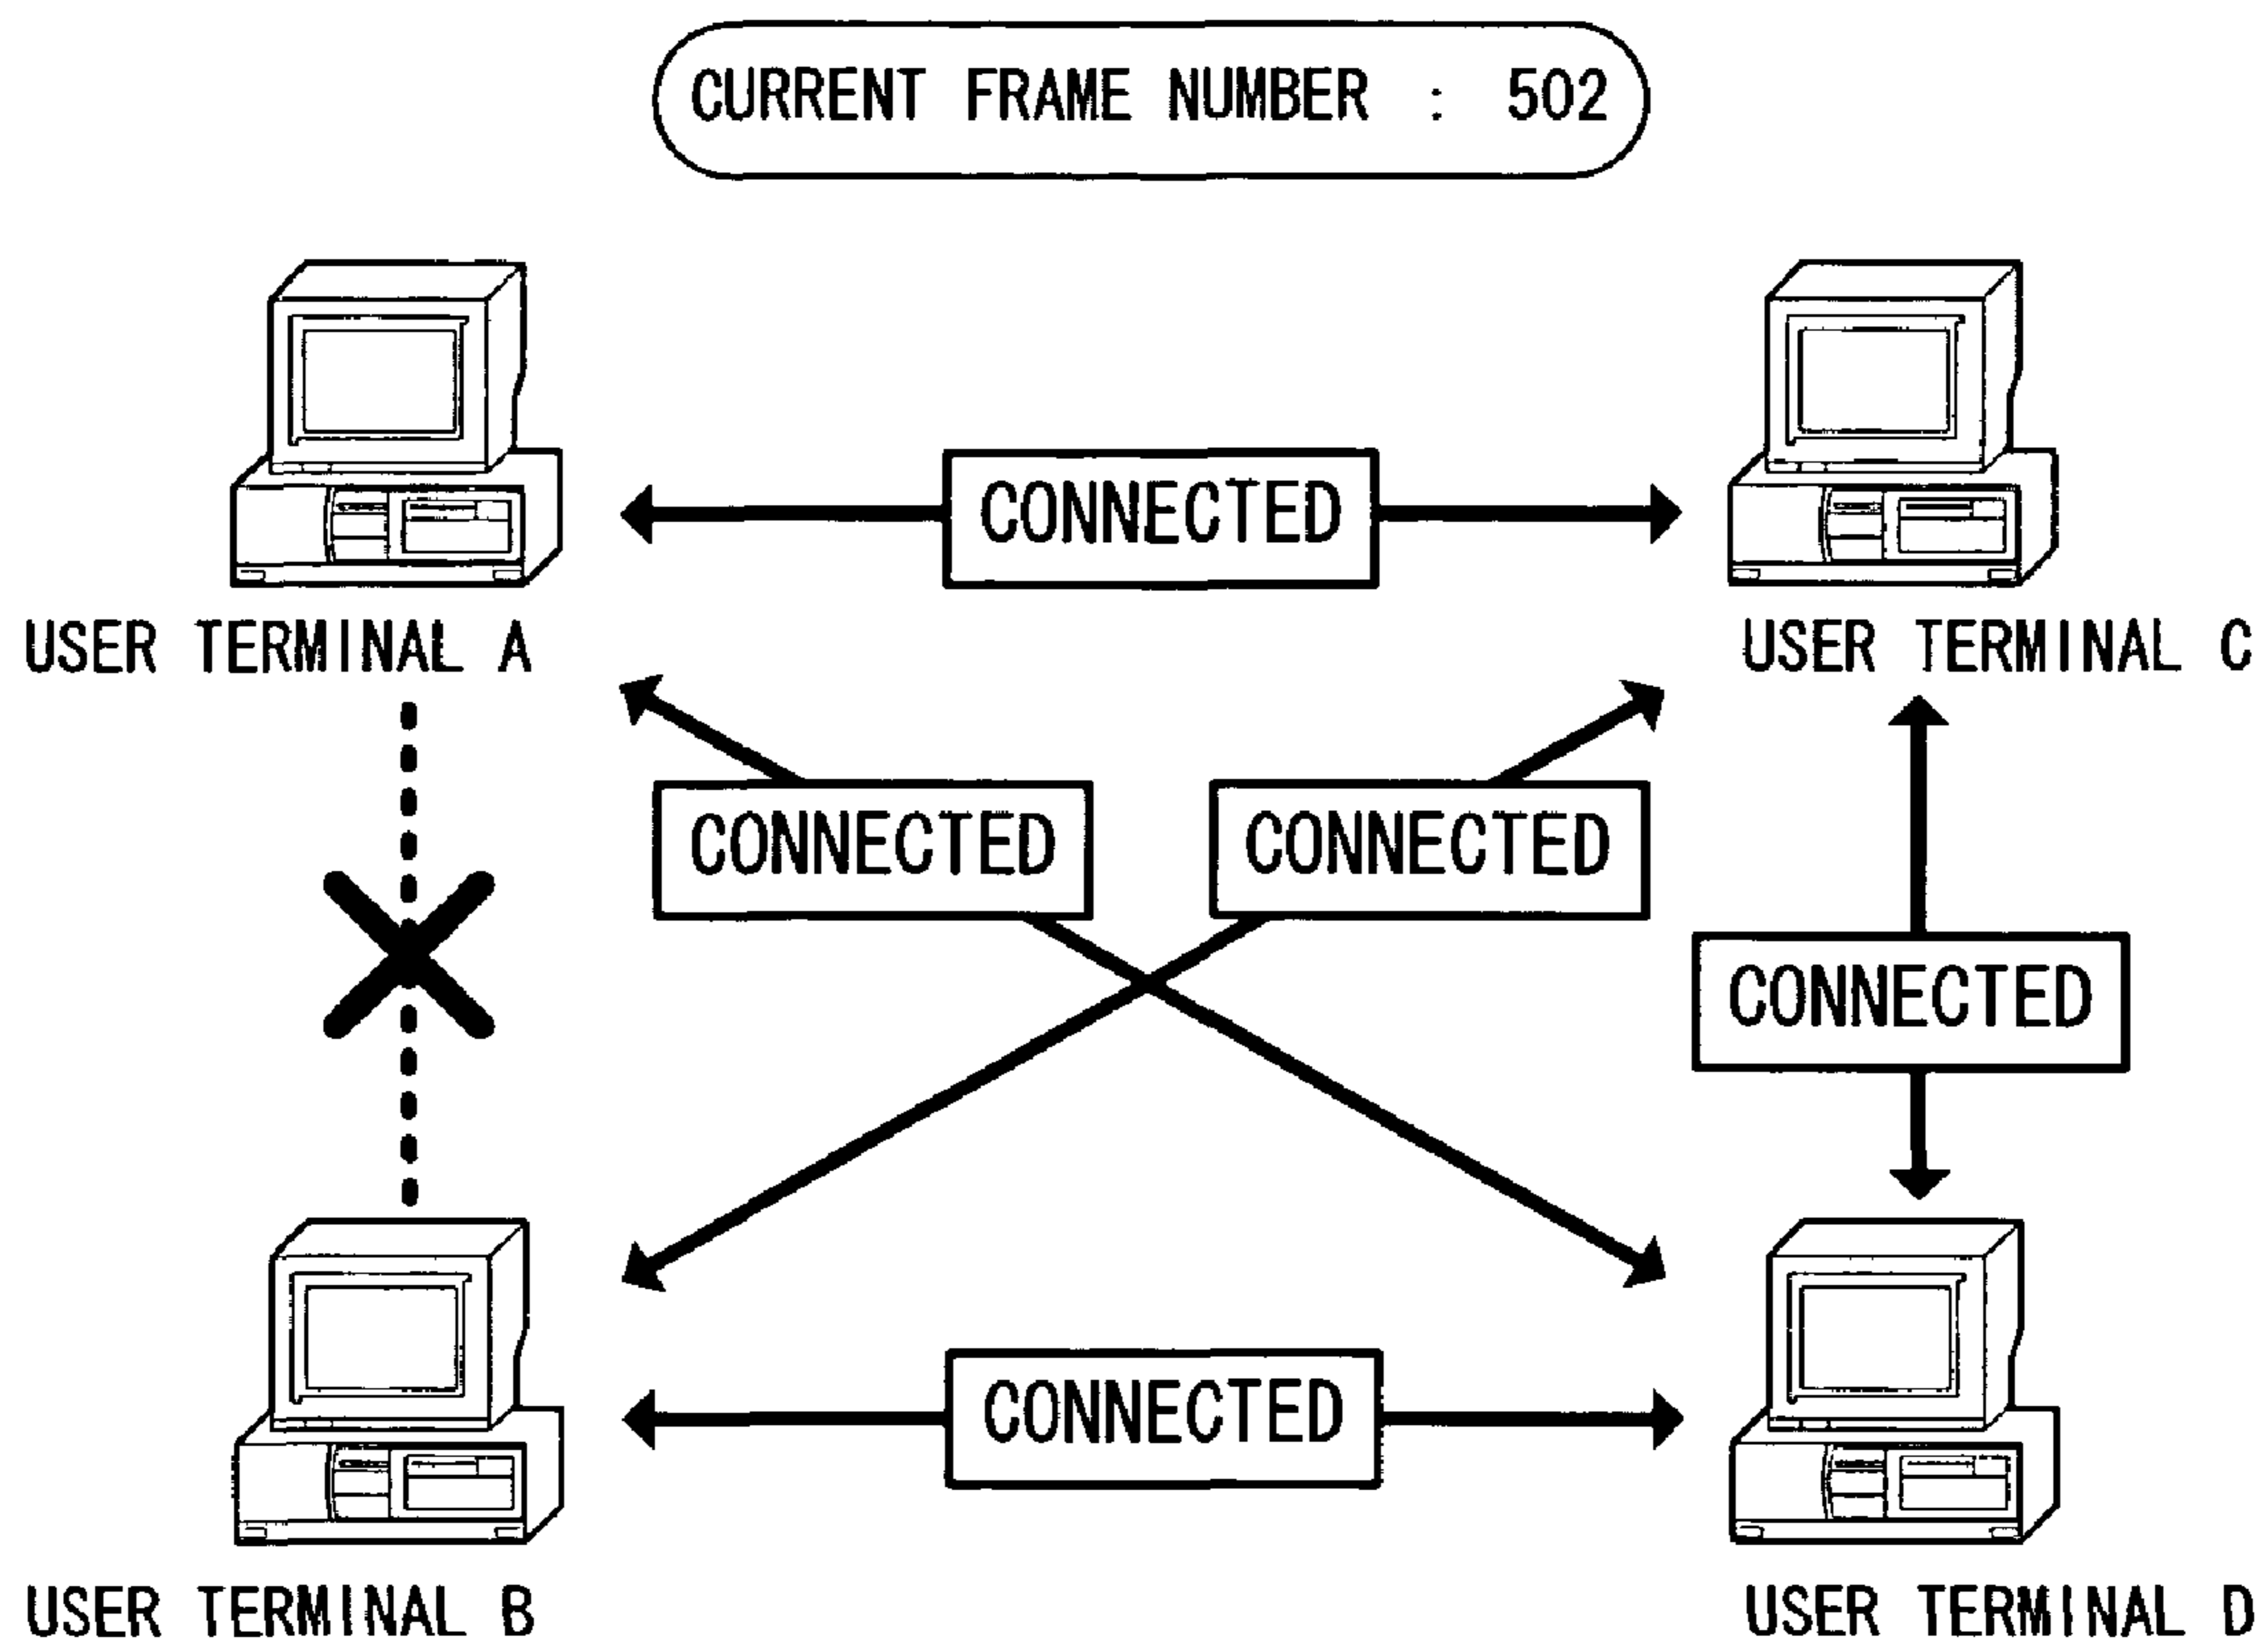 CURRENT FRAME NUMBER : 502
CONNECTED
USER TERMINAL A
USER TERMINAL C
CONNECTED
CONNECTED
CONNECTED
CONNECTED
USER TERMINAL B
USER TERMINAL D